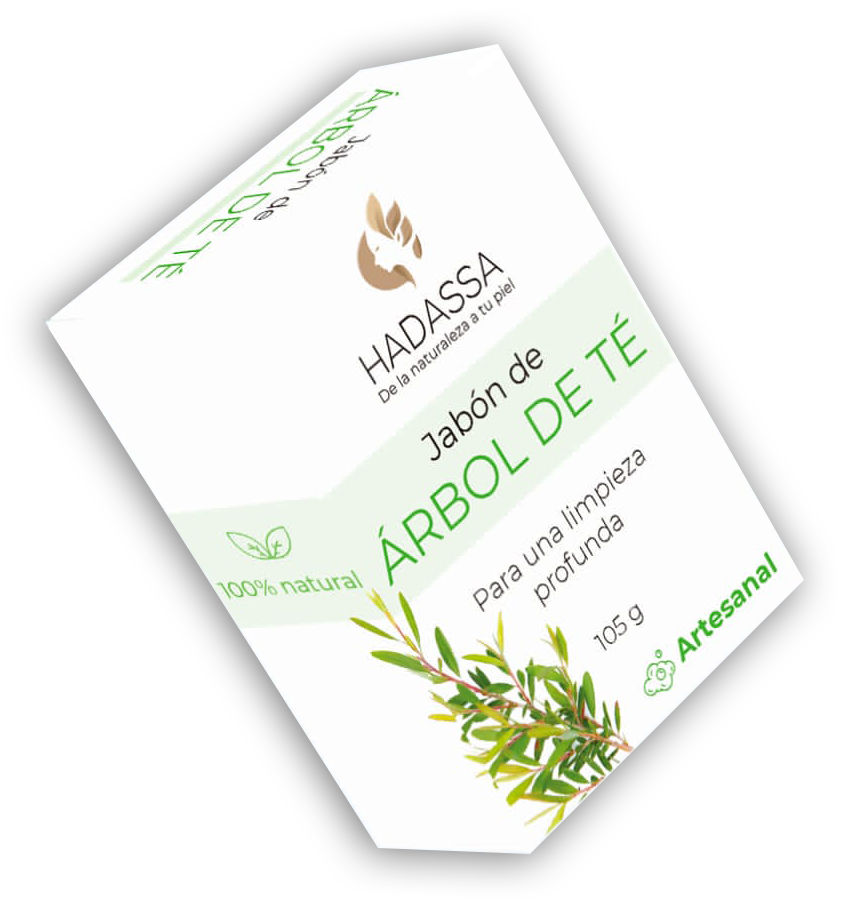 Jabón de
ÁRBOL DE TÉ
HADASSA
De la naturaleza a tu piel
Jabón de
ÁRBOL DE TÉ
100% natural
Para una limpieza
profunda
105 g
Artesanal